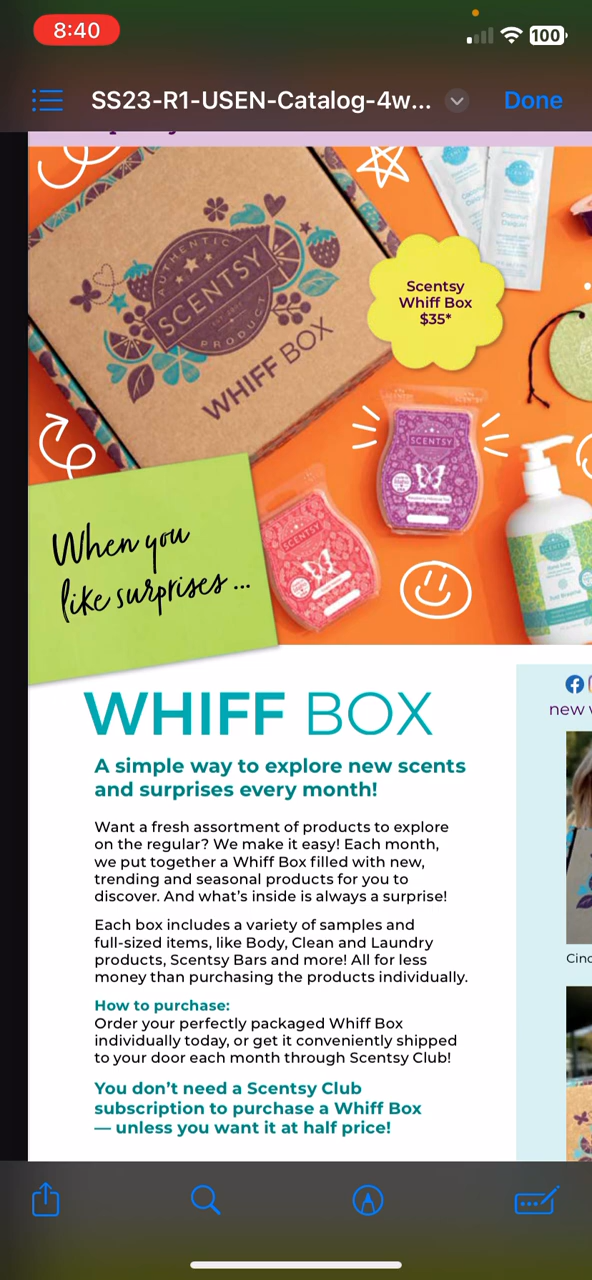 8:40
100
SS23-R1-USEN-Catalog-4w...
Done
AUTHENTIC
SCENTSY
PRODUCT
WHIFF BOX
Scentsy
Whiff Box
$35*
SCENTSY
SCENTSY
When you
like surprises ...
WHIFF BOX
new
A simple way to explore new scents
and surprises every month!
Want a fresh assortment of products to explore
on the regular? We make it easy! Each month,
we put together a Whiff Box filled with new,
trending and seasonal products for you to
discover. And what’s inside is always a surprise!
Each box includes a variety of samples and
full-sized items, like Body, Clean and Laundry
products, Scentsy Bars and more! All for less
money than purchasing the products individually.
Cinc
How to purchase:
Order your perfectly packaged Whiff Box
individually today, or get it conveniently shipped
to your door each month through Scentsy Club!
You don’t need a Scentsy Club
subscription to purchase a Whiff Box
— unless you want it at half price!